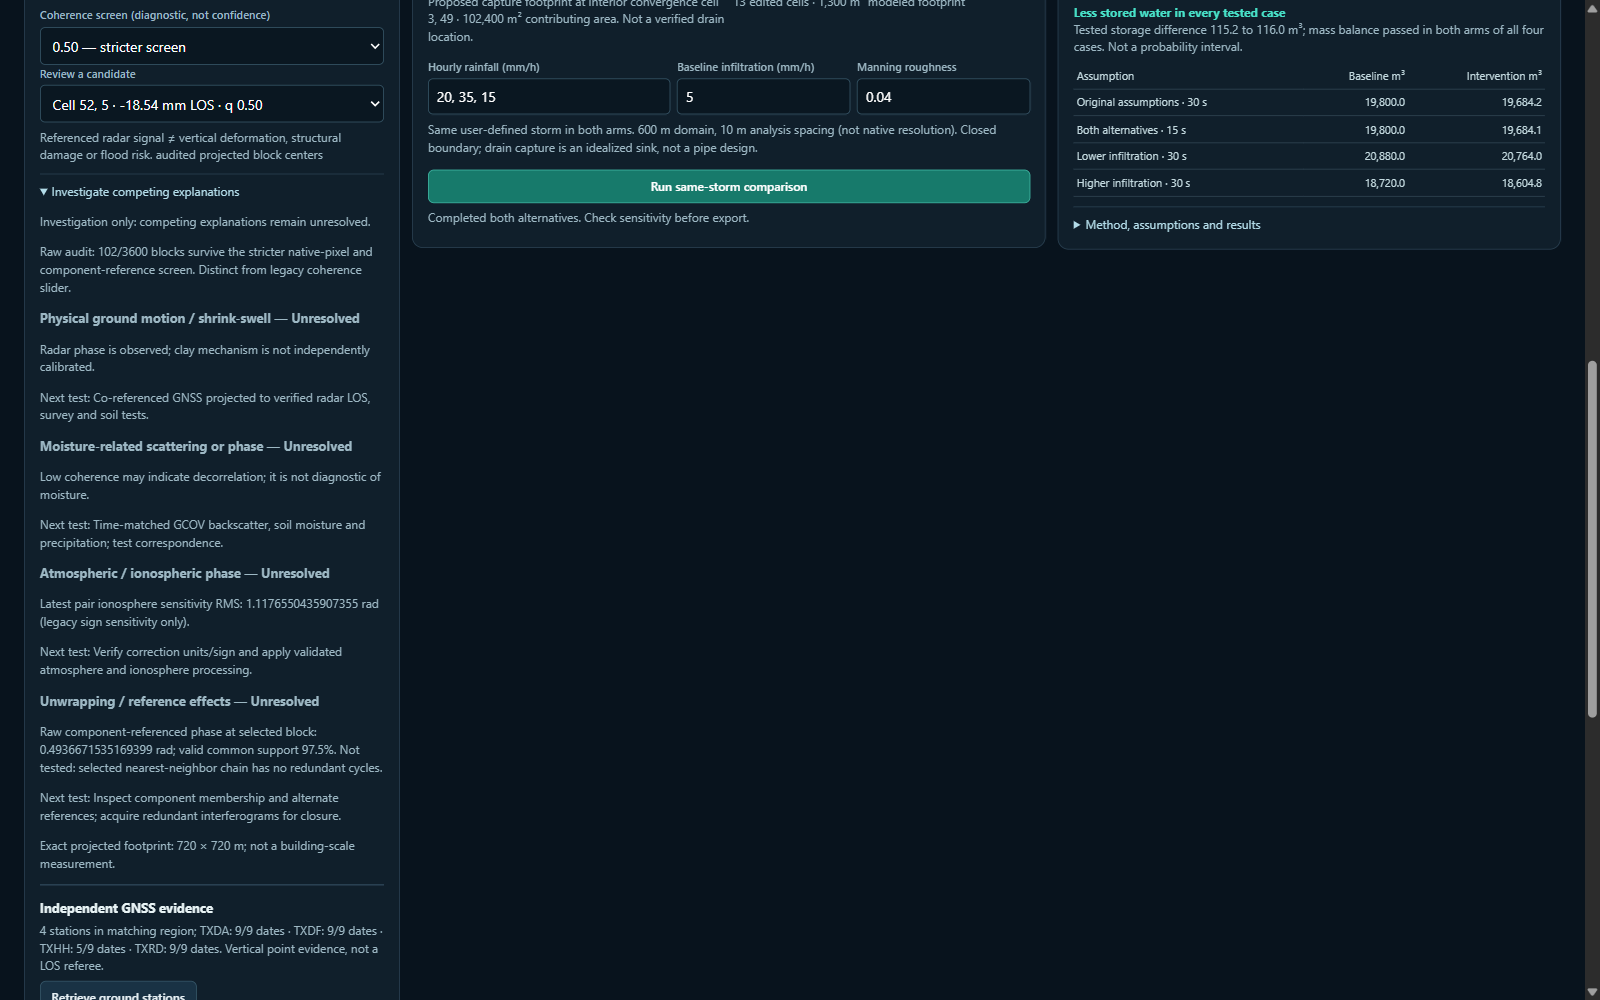 Coherence screen (diagnostic, not confidence)
0.50 — stricter screen
Review a candidate
Cell 52, 5 · -18.54 mm LOS · q 0.50
Referenced radar signal ≠ vertical deformation, structural
damage or flood risk. audited projected block centers
▼ Investigate competing explanations
Investigation only: competing explanations remain unresolved.
Raw audit: 102/3600 blocks survive the stricter native-pixel and
component-reference screen. Distinct from legacy coherence
slider.
Physical ground motion / shrink-swell — Unresolved
Radar phase is observed; clay mechanism is not independently
calibrated.
Next test: Co-referenced GNSS projected to verified radar LOS,
survey and soil tests.
Moisture-related scattering or phase — Unresolved
Low coherence may indicate decorrelation; it is not diagnostic of
moisture.
Next test: Time-matched GCOV backscatter, soil moisture and
precipitation; test correspondence.
Atmospheric / ionospheric phase — Unresolved
Latest pair ionosphere sensitivity RMS: 1.1176550435907355 rad
(legacy sign sensitivity only).
Next test: Verify correction units/sign and apply validated
atmosphere and ionosphere processing.
Unwrapping / reference effects — Unresolved
Raw component-referenced phase at selected block:
0.4936671535169399 rad; valid common support 97.5%. Not
tested: selected nearest-neighbor chain has no redundant cycles.
Next test: Inspect component membership and alternate
references; acquire redundant interferograms for closure.
Exact projected footprint: 720 × 720 m; not a building-scale
measurement.
Independent GNSS evidence
4 stations in matching region; TXDA: 9/9 dates · TXDF: 9/9 dates ·
TXHH: 5/9 dates · TXRD: 9/9 dates. Vertical point evidence, not a
LOS referee.
Retrieve ground stations
Proposed capture footprint at interior convergence cell
3, 49 · 102,400 m² contributing area. Not a verified drain
location.
13 edited cells · 1,300 m² modeled footprint
Hourly rainfall (mm/h)
20, 35, 15
Baseline infiltration (mm/h)
5
Manning roughness
0.04
Same user-defined storm in both arms. 600 m domain, 10 m analysis spacing (not native resolution). Closed
boundary; drain capture is an idealized sink, not a pipe design.
Run same-storm comparison
Completed both alternatives. Check sensitivity before export.
Less stored water in every tested case
Tested storage difference 115.2 to 116.0 m³; mass balance passed in both arms of all four
cases. Not a probability interval.
Assumption Baseline m³ Intervention m³
Original assumptions · 30 s 19,800.0 19,684.2
Both alternatives · 15 s 19,800.0 19,684.1
Lower infiltration · 30 s 20,880.0 20,764.0
Higher infiltration · 30 s 18,720.0 18,604.8
▶ Method, assumptions and results